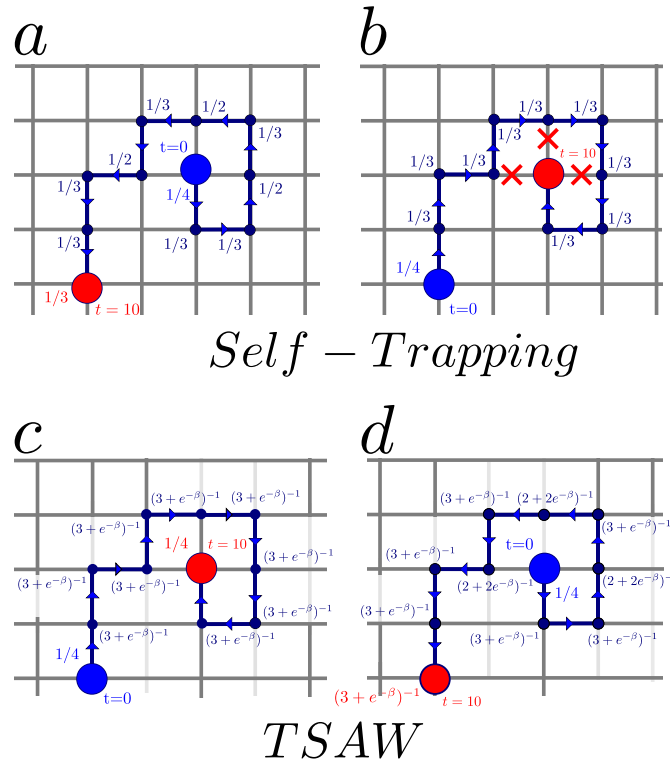 a
b
1/3
1/2
1/3
1/3
t=0
1/3
1/3
t = 10
1/2
1/3
1/3
1/3
1/3
1/4
1/2
1/3
1/3
1/3
1/3
1/3
1/3
1/3
1/4
1/3
t = 10
t=0
Self − Trapping
c
d
(3 + e^{-β})^{-1}
(3 + e^{-β})^{-1}
(3 + e^{-β})^{-1}
(2+2e^{-β})^{-1}
(3 + e^{-β})^{-1}
(3 + e^{-β})^{-1}
1/4
t = 10
t=0
(3 + e^{-β})^{-1}
(3 + e^{-β})^{-1}
(3 + e^{-β})^{-1}
(3 + e^{-β})^{-1}
(3 + e^{-β})^{-1}
(2+2e^{-β})^{-1}
(2 + 2e^{-β})^{-1}
1/4
(3 + e^{-β})^{-1}
(3 + e^{-β})^{-1}
(3 + e^{-β})^{-1}
(3 + e^{-β})^{-1}
(3 + e^{-β})^{-1}
(3 + e^{-β})^{-1}
1/4
t=0
(3 + e^{-β})^{-1}
t = 10
TSAW